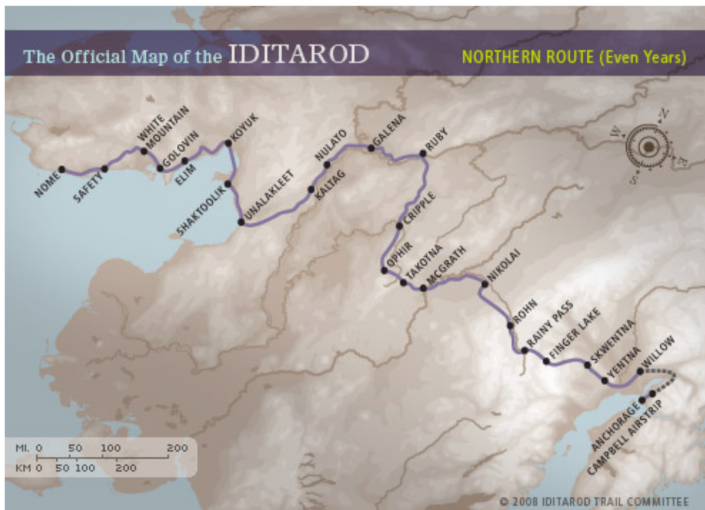 The Official Map of the IDITAROD
NORTHERN ROUTE (Even Years)
N
W
E
S
NOME
SAFETY
WHITE
MOUNTAIN
GOLOVIN
ELIM
KOYUK
SHAKTOOLIK
UNALAKLEET
KALTAG
NULATO
GALENA
RUBY
CRIPPLE
OPHIR
TAKOTNA
MCGRATH
NIKOLAI
ROHN
RAINY PASS
FINGER LAKE
SKWENTNA
YENTNA
WILLOW
ANCHORAGE
CAMPBELL AIRSTRIP
MI. 0 50 100 200
KM 0 50 100 200
© 2008 IDITAROD TRAIL COMMITTEE